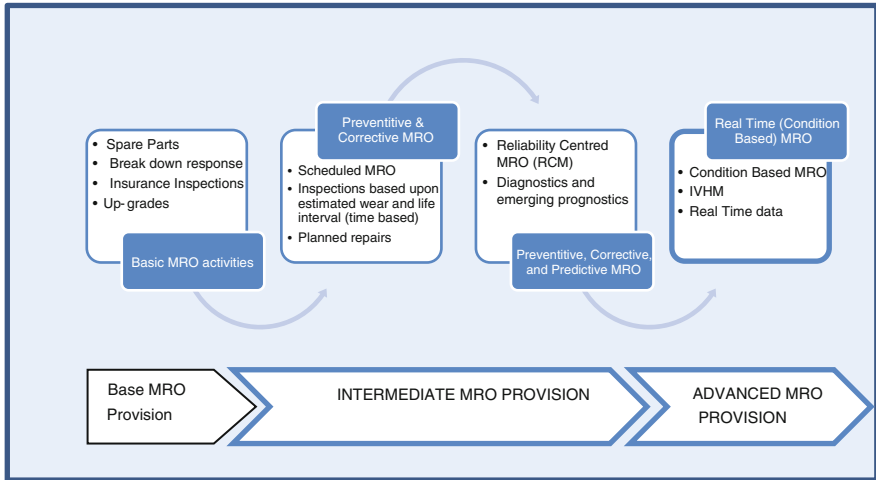 • Spare Parts
• Break down response
• Insurance Inspections
• Up- grades
Basic MRO activities
Preventitive &
Corrective MRO
• Scheduled MRO
• Inspections based upon
estimated wear and life
interval (time based)
• Planned repairs
• Reliability Centred
MRO (RCM)
• Diagnostics and
emerging prognostics
Preventitive, Corrective,
and Predictive MRO
Real Time (Condition
Based) MRO
• Condition Based MRO
• IVHM
• Real Time data
Base MRO
Provision
INTERMEDIATE MRO PROVISION
ADVANCED MRO
PROVISION